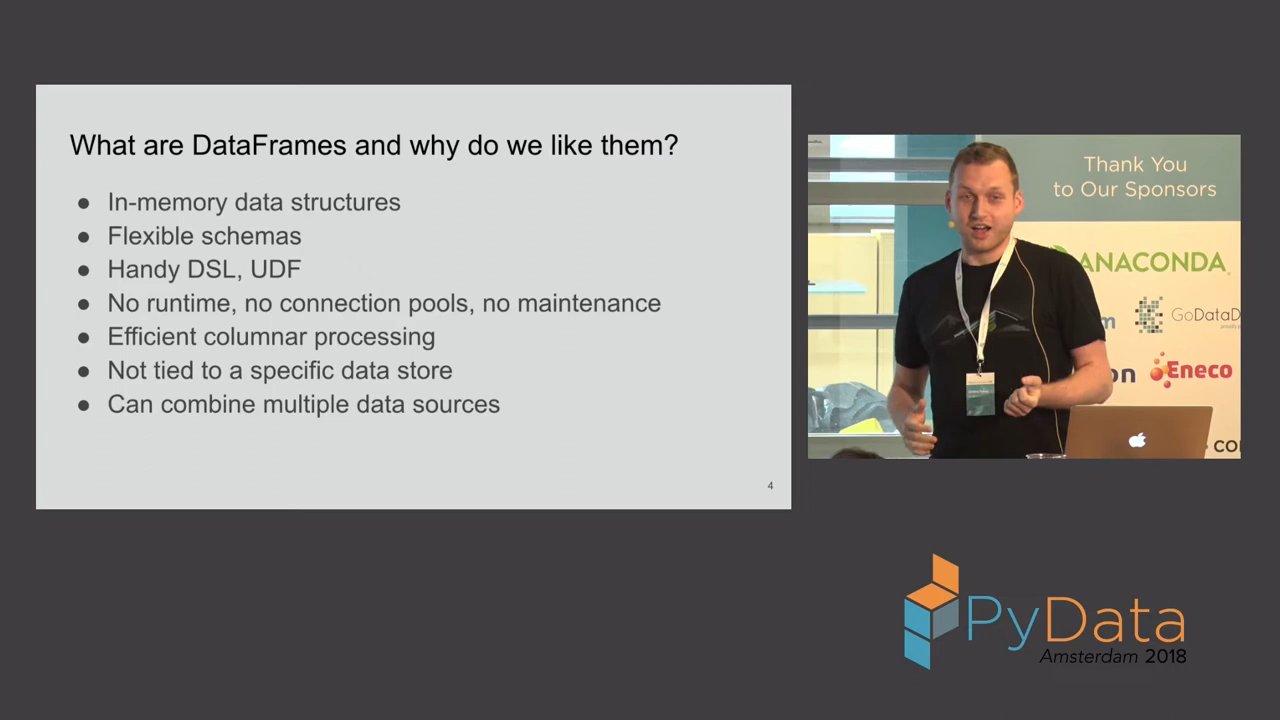 What are DataFrames and why do we like them?
● In-memory data structures
● Flexible schemas
● Handy DSL, UDF
● No runtime, no connection pools, no maintenance
● Efficient columnar processing
● Not tied to a specific data store
● Can combine multiple data sources
4
Thank You
to Our Sponsors
ANACONDA
GoDataD
Eneco
PyData
Amsterdam 2018